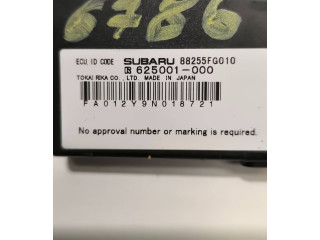 6786
ECU, ID CODE SUBARU 88255FG010
625001-000
TOKAI RIKA CO., LTD. MADE IN JAPAN
FA012Y9N018721
No approval number or marking is required.